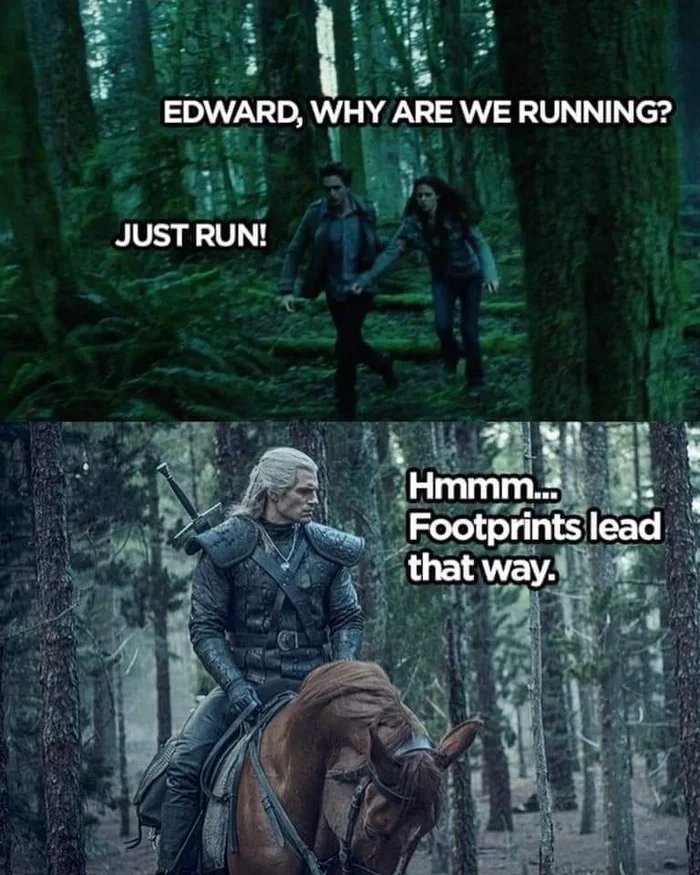 EDWARD, WHY ARE WE RUNNING?
JUST RUN!
Hmmm...
Footprints lead
that way.